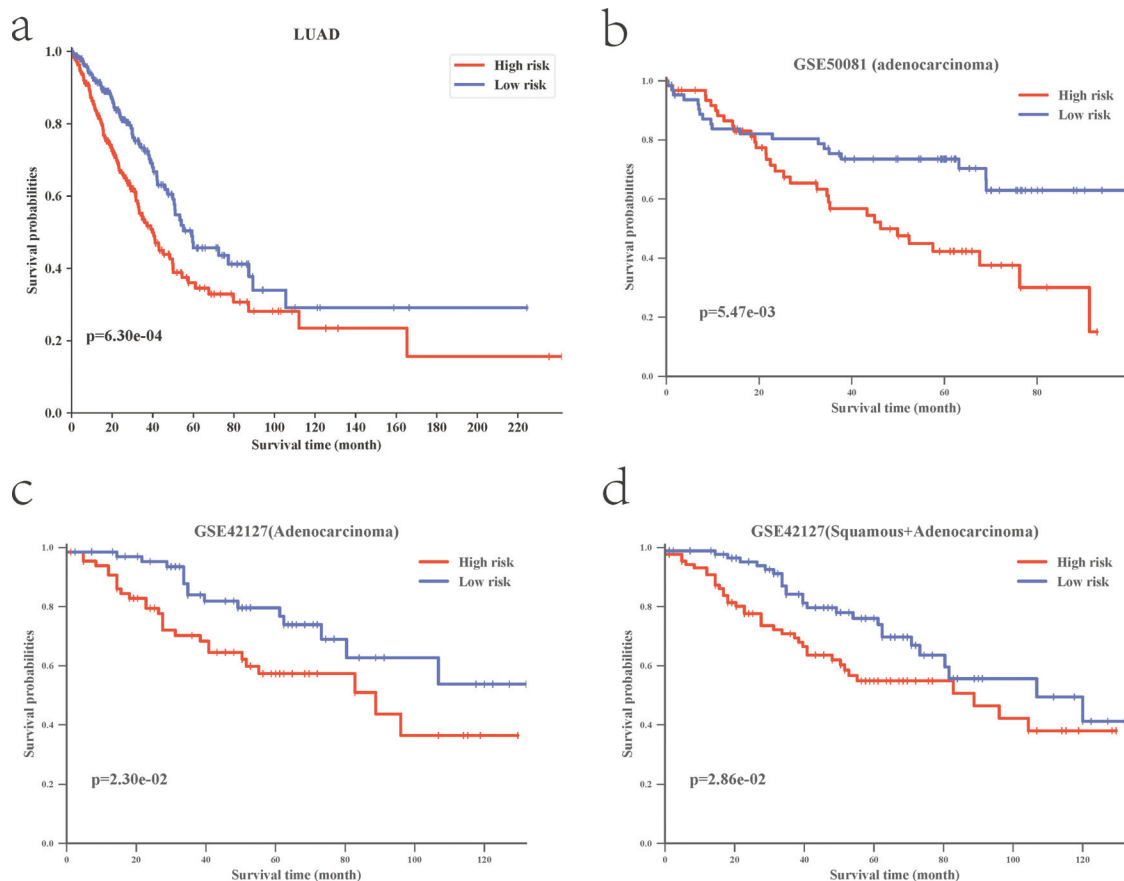 a
LUAD
High risk
Low risk
1.0
0.8
0.6
0.4
0.2
0.0
Survival probabilities
p=6.30e-04
0 20 40 60 80 100 120 140 160 180 200 220
Survival time (month)
b
GSE50081 (adenocarcinoma)
High risk
Low risk
1.0
0.8
0.6
0.4
0.2
0.0
Survival probabilities
p=5.47e-03
0 20 40 60 80
Survival time (month)
c
GSE42127(Adenocarcinoma)
High risk
Low risk
1.0
0.8
0.6
0.4
0.2
0.0
Survival probabilities
p=2.30e-02
0 20 40 60 80 100 120
Survival time (month)
d
GSE42127(Squamous+Adenocarcinoma)
High risk
Low risk
1.0
0.8
0.6
0.4
0.2
0.0
Survival probabilities
p=2.86e-02
0 20 40 60 80 100 120
Survival time (month)